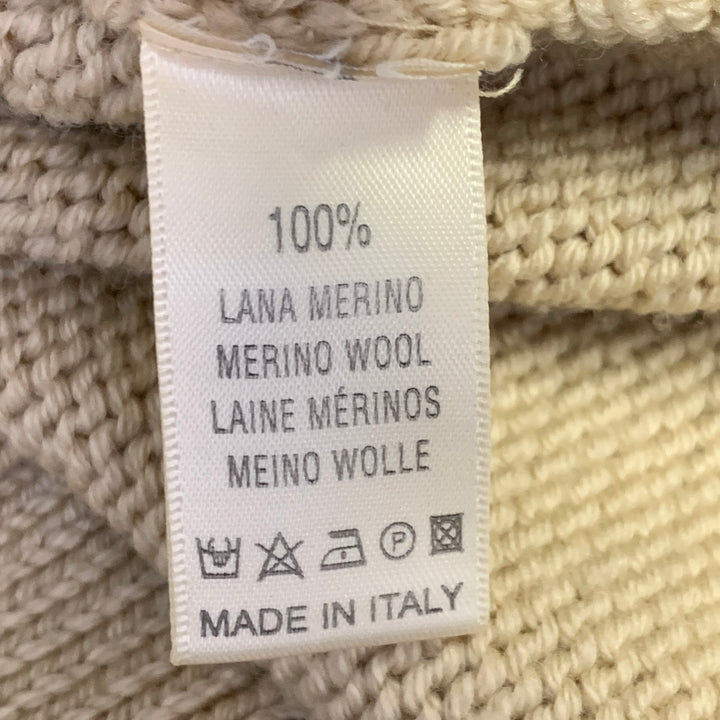 100%
LANA MERINO
MERINO WOOL
LAINE MÉRINOS
MEINO WOLLE
P
MADE IN ITALY